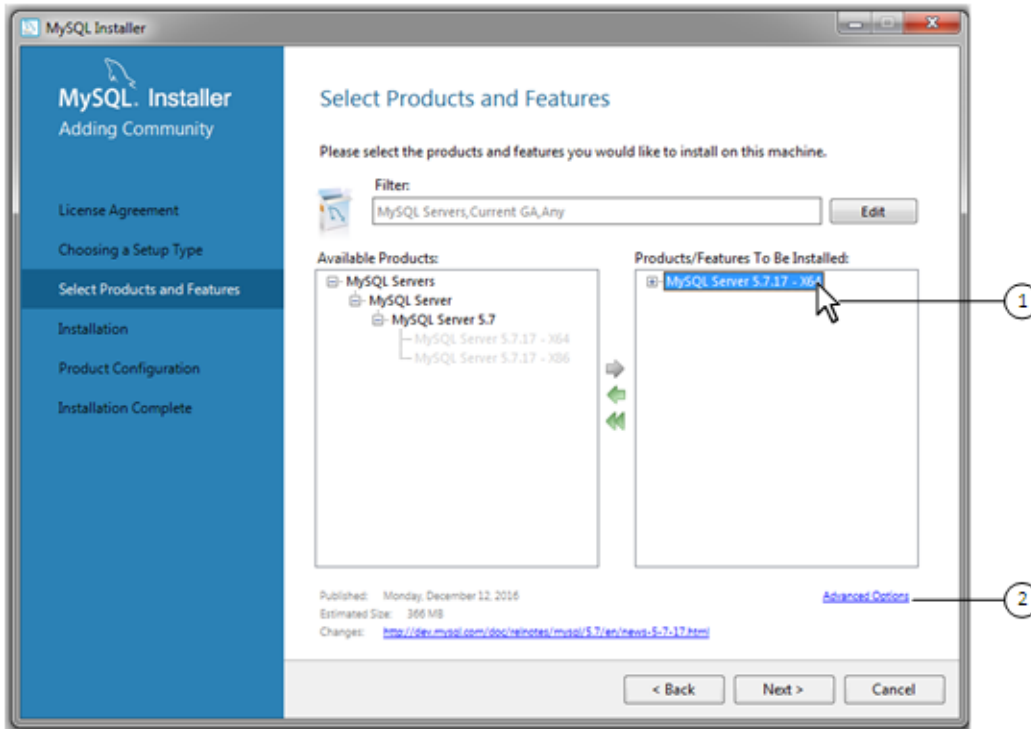 MySQL Installer
MySQL. Installer
Adding Community
License Agreement
Choosing a Setup Type
Select Products and Features
Installation
Product Configuration
Installation Complete
Select Products and Features
Please select the products and features you would like to install on this machine.
Filter:
MySQL Servers,Current GA,Any
Edit
Available Products:
MySQL Servers
MySQL Server
MySQL Server 5.7
MySQL Server 5.7.17 - X64
MySQL Server 5.7.17 - X86
Products/Features To Be Installed:
MySQL Server 5.7.17 - X64
1
Published: Monday, December 12, 2016
Advanced Options
2
Estimated Size: 366 MB
Changes: http://dev.mysql.com/doc/relnotes/mysql/5.7/en/news-5-7-17.html
< Back
Next >
Cancel